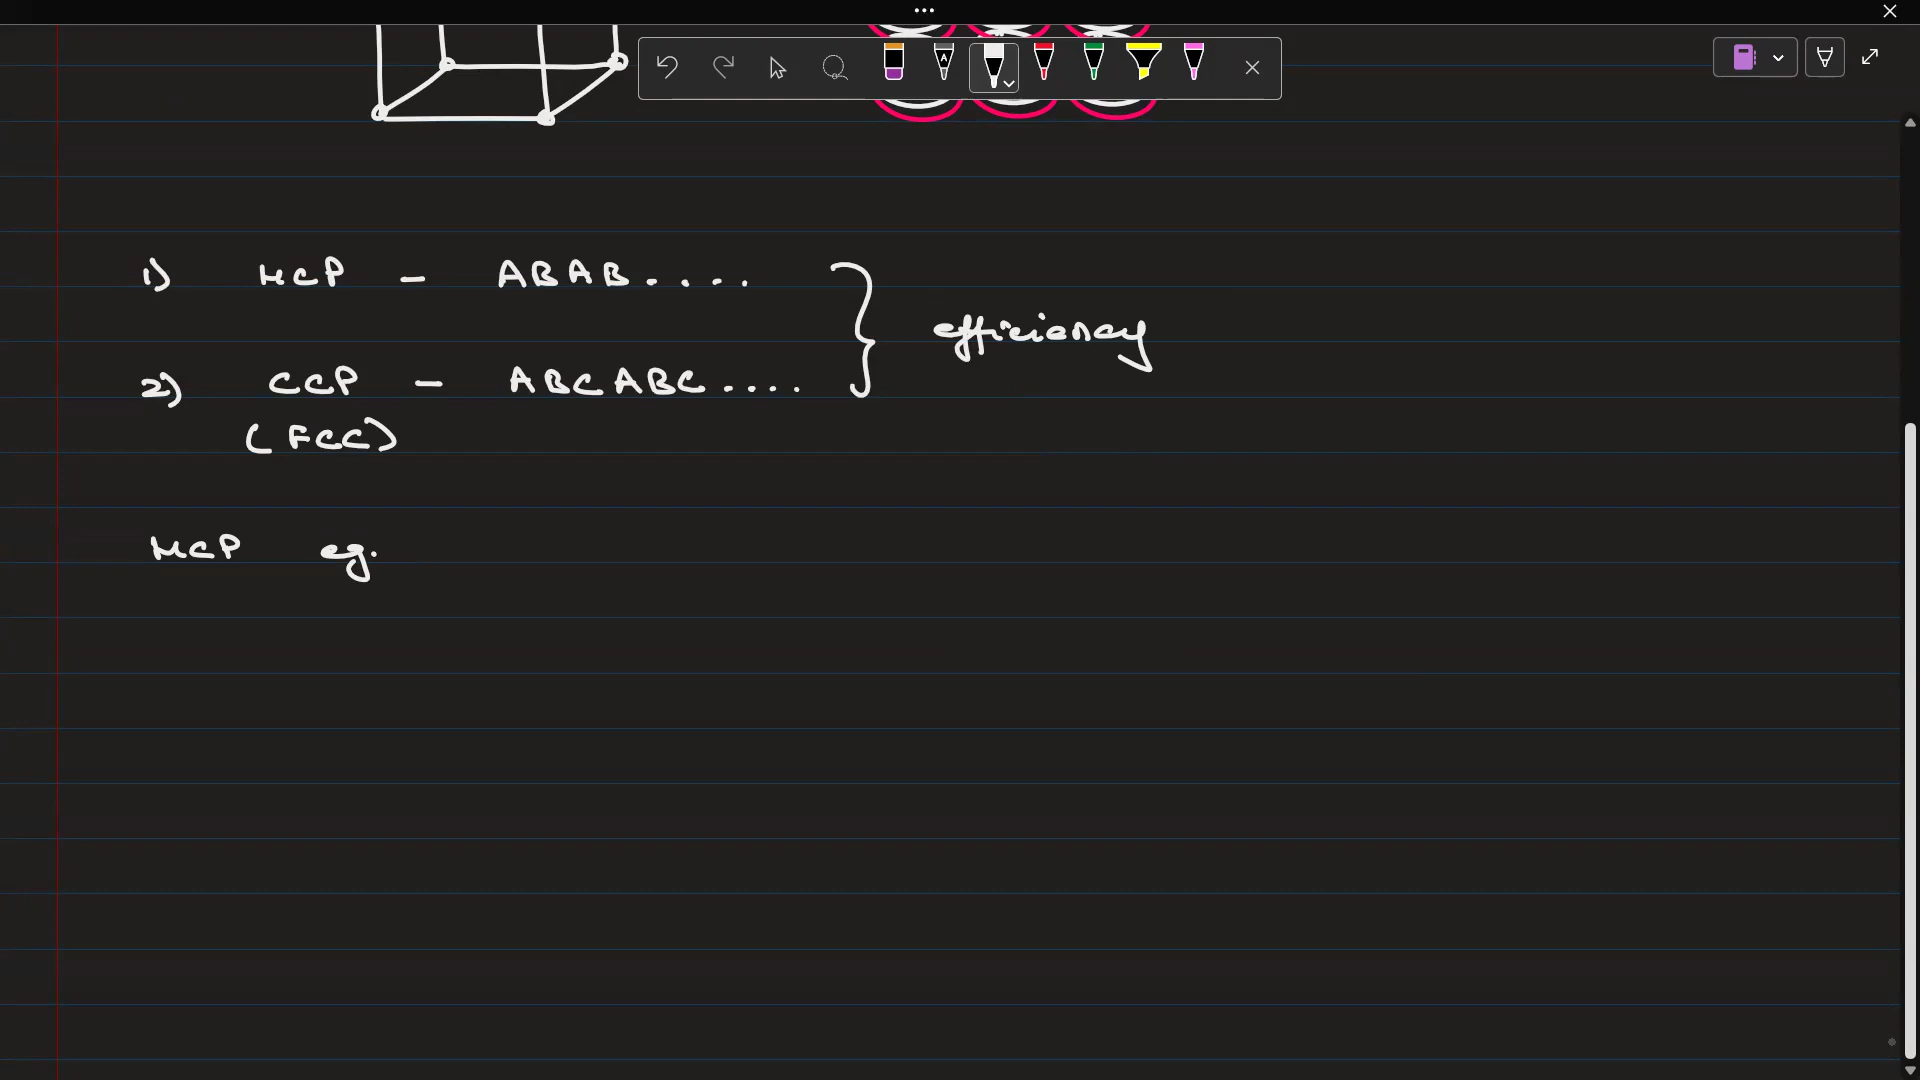 1) HCP - ABAB....
efficiency
2) CCP - ABCABC....
(FCC)
HCP eg.